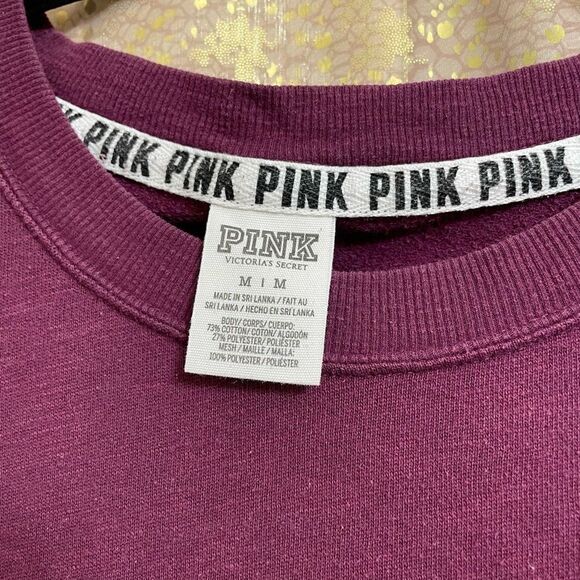 PINK PINK PINK PINK PINK
PINK
VICTORIA'S SECRET
M | M
MADE IN SRI LANKA / FAIT AU
SRI LANKA / HECHO EN SRI LANKA
BODY/ CORPS/ CUERPO:
73% COTTON/ COTON/ ALGODÓN
27% POLYESTER/ POLIÉSTER
MESH / MAILLE / MALLA:
100% POLYESTER / POLIÉSTER